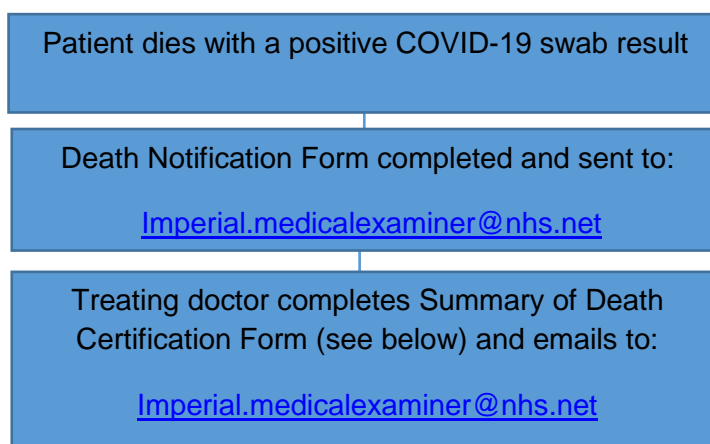 Patient dies with a positive COVID-19 swab result
Death Notification Form completed and sent to:
Imperial.medicalexaminer@nhs.net
Treating doctor completes Summary of Death
Certification Form (see below) and emails to:
Imperial.medicalexaminer@nhs.net